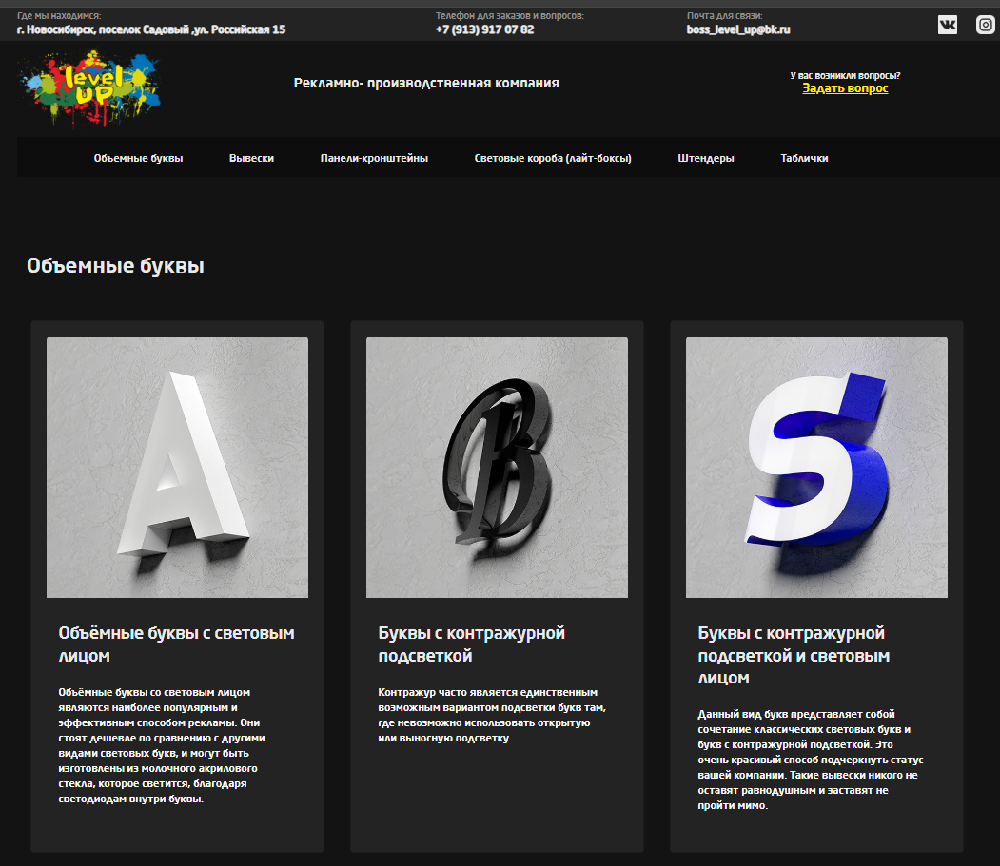 Где мы находимся:
г. Новосибирск, поселок Садовый ,ул. Российская 15
Телефон для заказов и вопросов:
+7 (913) 917 07 82
Почта для связи:
boss_level_up@bk.ru
level
UP
Рекламно- производственная компания
У вас возникли вопросы?
Задать вопрос
Объемные буквы Вывески Панели-кронштейны Световые короба (лайт-боксы) Штендеры Таблички
Объемные буквы
A
B
S
Объёмные буквы с световым
лицом
Объёмные буквы со световым лицом
являются наиболее популярным и
эффективным способом рекламы. Они
стоят дешевле по сравнению с другими
видами световых букв, и могут быть
изготовлены из молочного акрилового
стекла, которое светится, благодаря
светодиодам внутри буквы.
Буквы с контражурной
подсветкой
Контражур часто является единственным
возможным вариантом подсветки букв там,
где невозможно использовать открытую
или выносную подсветку.
Буквы с контражурной
подсветкой и световым
лицом
Данный вид букв представляет собой
сочетание классических световых букв и
букв с контражурной подсветкой. Это
очень красивый способ подчеркнуть статус
вашей компании. Такие вывески никого не
оставят равнодушным и заставят не
пройти мимо.